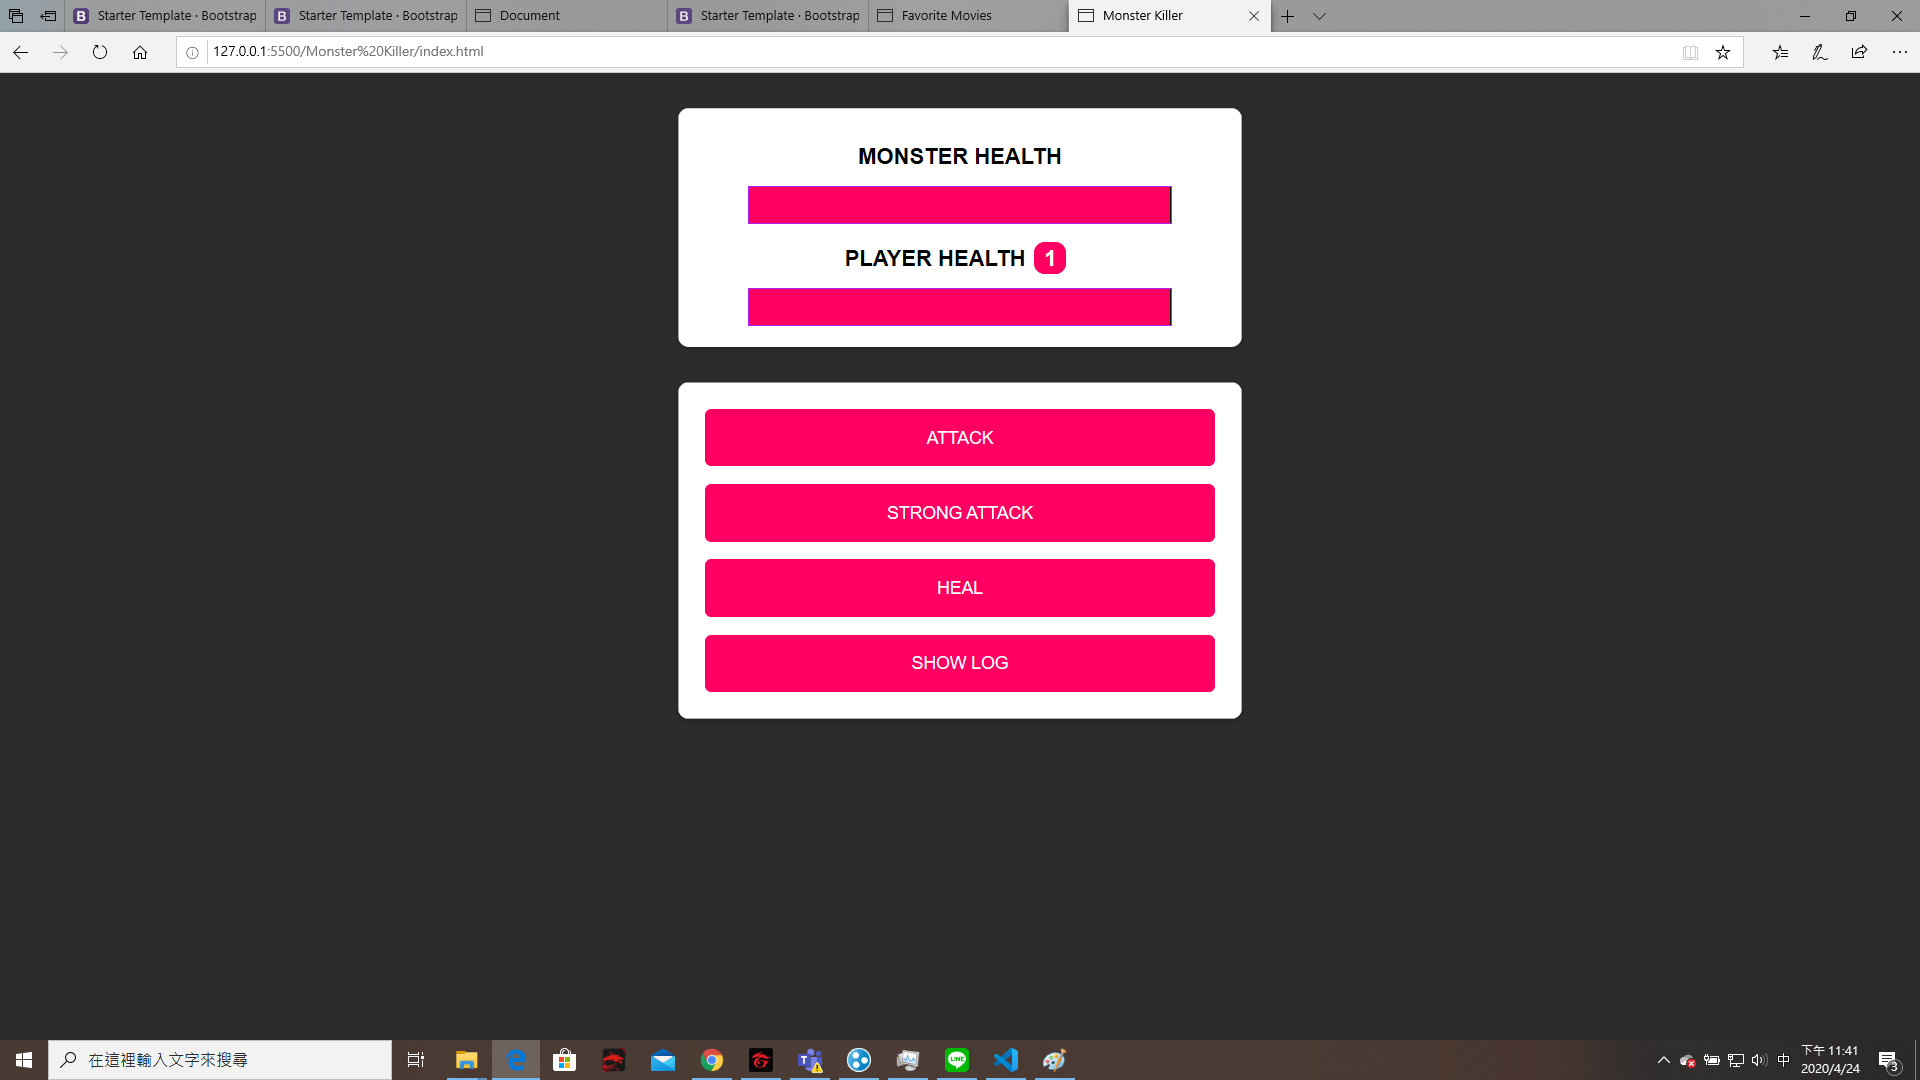 Starter Template · Bootstrap
Starter Template · Bootstrap
Document
Starter Template · Bootstrap
Favorite Movies
Monster Killer
127.0.0.1:5500/Monster%20Killer/index.html
MONSTER HEALTH
PLAYER HEALTH 1
ATTACK
STRONG ATTACK
HEAL
SHOW LOG
在這裡輸入文字來搜尋
中
下午 11:41
2020/4/24
3